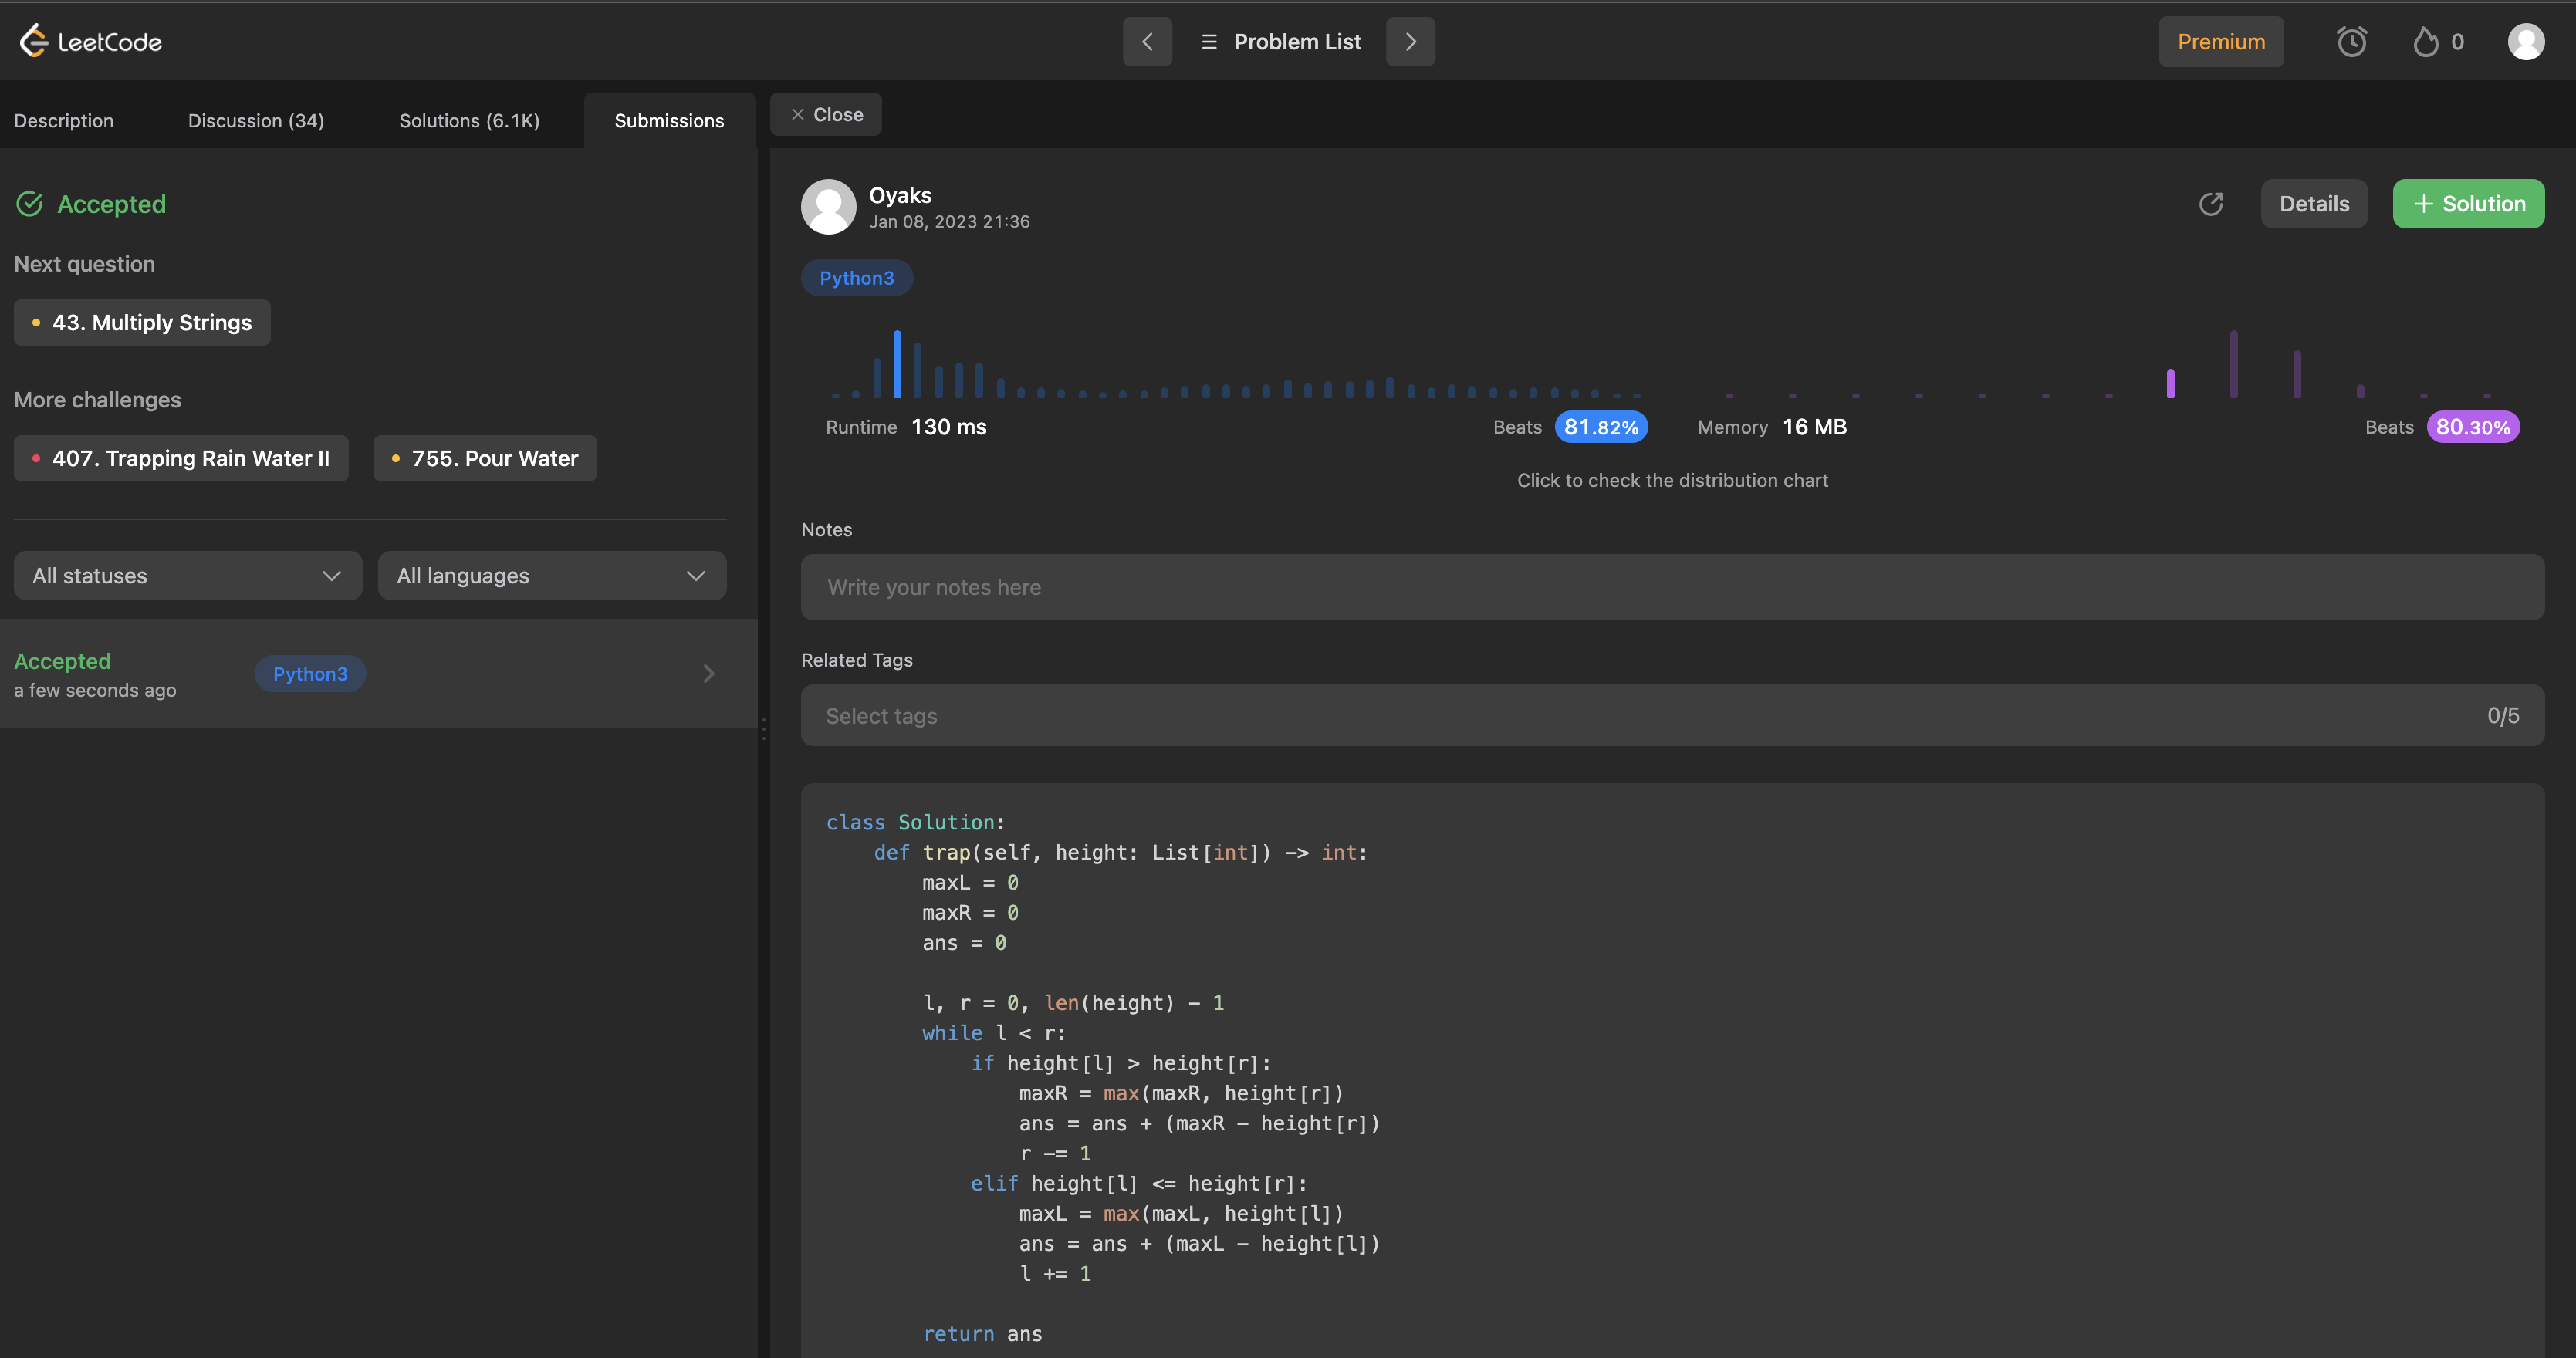 LeetCode
Problem List
Premium
0
Description
Discussion (34)
Solutions (6.1K)
Submissions
Close
Accepted
Next question
43. Multiply Strings
More challenges
407. Trapping Rain Water II
755. Pour Water
All statuses
All languages
Accepted
a few seconds ago
Python3
Oyaks
Jan 08, 2023 21:36
Details
+ Solution
Python3
Runtime 130 ms
Beats 81.82%
Memory 16 MB
Beats 80.30%
Click to check the distribution chart
Notes
Write your notes here
Related Tags
Select tags
0/5
class Solution:
    def trap(self, height: List[int]) -> int:
        maxL = 0
        maxR = 0
        ans = 0

        l, r = 0, len(height) - 1
        while l < r:
            if height[l] > height[r]:
                maxR = max(maxR, height[r])
                ans = ans + (maxR - height[r])
                r -= 1
            elif height[l] <= height[r]:
                maxL = max(maxL, height[l])
                ans = ans + (maxL - height[l])
                l += 1

        return ans